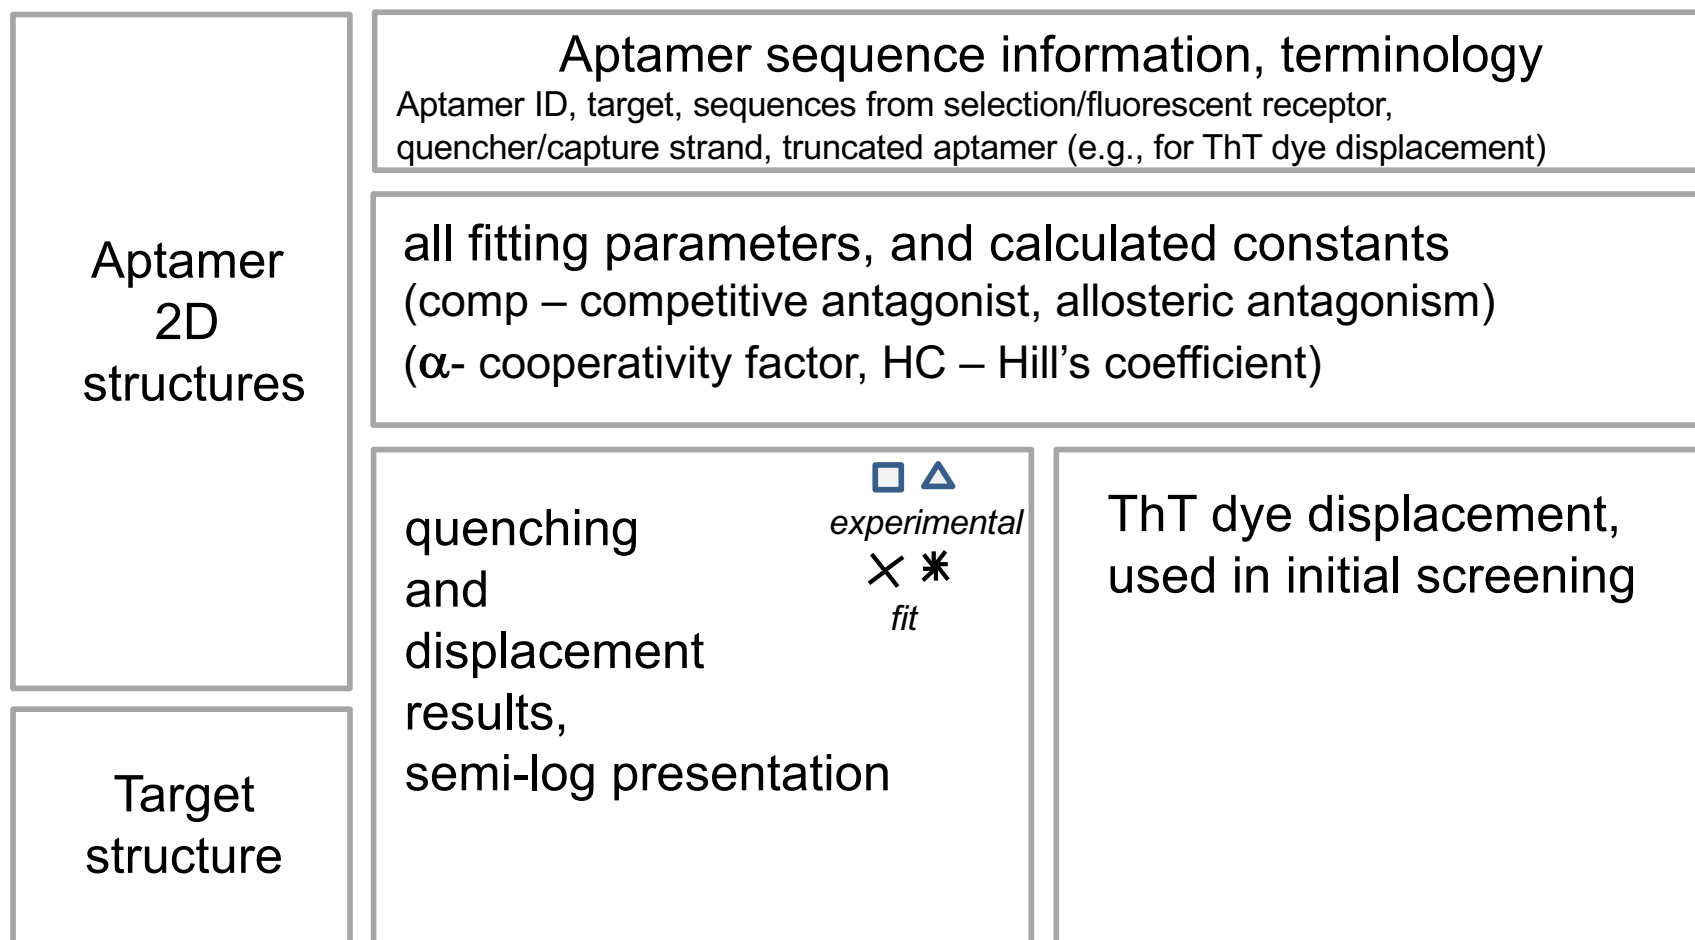 Aptamer
2D
structures
Target
structure
Aptamer sequence information, terminology
Aptamer ID, target, sequences from selection/fluorescent receptor,
quencher/capture strand, truncated aptamer (e.g., for ThT dye displacement)
all fitting parameters, and calculated constants
(comp – competitive antagonist, allosteric antagonism)
(α- cooperativity factor, HC – Hill’s coefficient)
quenching
and
displacement
results,
semi-log presentation
experimental
fit
ThT dye displacement,
used in initial screening